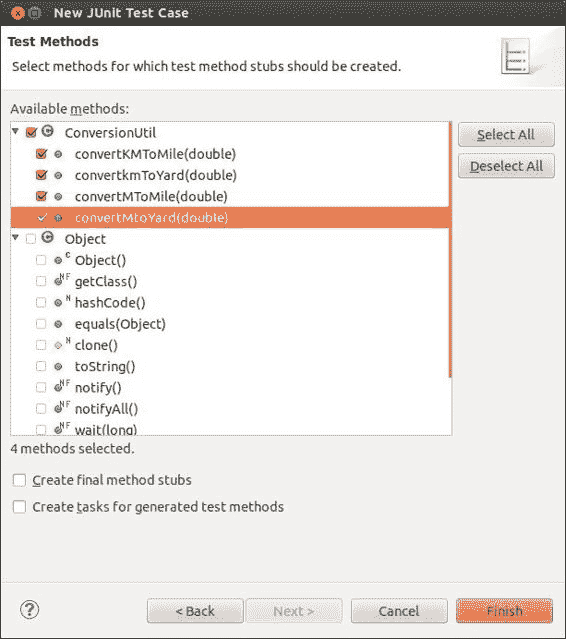 New JUnit Test Case
Test Methods
Select methods for which test method stubs should be created.
Available methods:
C ConversionUtil
convertKMToMile(double)
convertkmToYard(double)
convertMToMile(double)
convertMtoYard(double)
C Object
C Object()
N F getClass()
N hashCode()
equals(Object)
N clone()
toString()
N F notify()
N F notifyAll()
N F wait(long)
Select All
Deselect All
4 methods selected.
Create final method stubs
Create tasks for generated test methods
?
< Back
Next >
Cancel
Finish